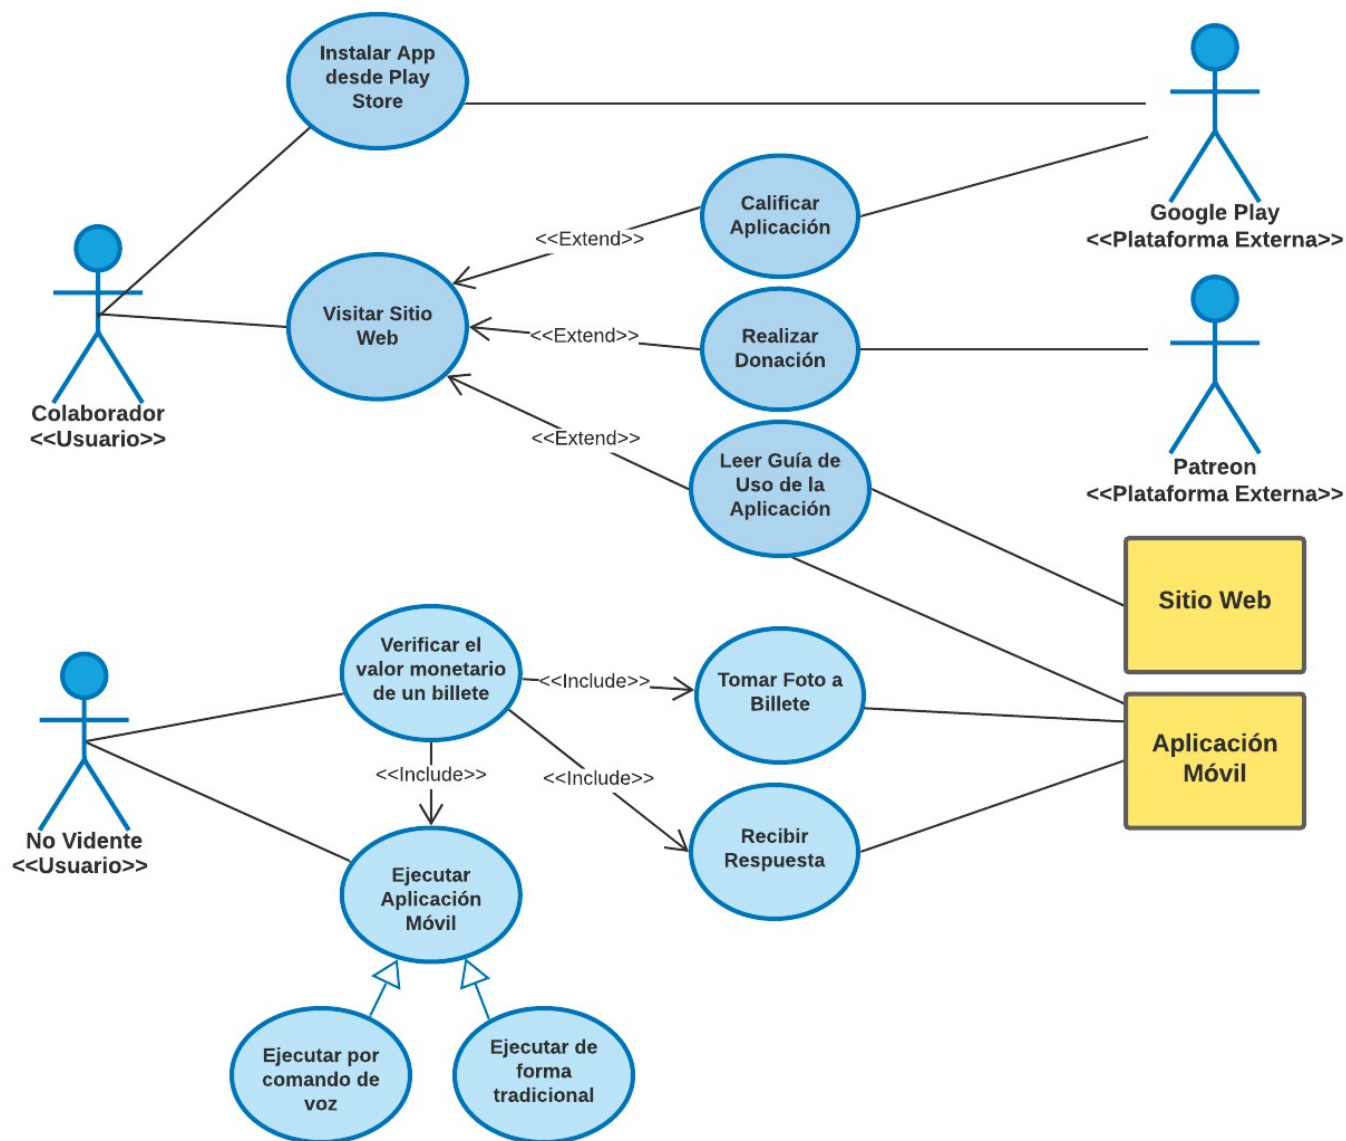 Instalar App
desde Play
Store
Google Play
<<Plataforma Externa>>
Calificar
Aplicación
<<Extend>>
Visitar Sitio
Web
<<Extend>>
Realizar
Donación
Colaborador
<<Usuario>>
<<Extend>>
Leer Guía de
Uso de la
Aplicación
Patreon
<<Plataforma Externa>>
Sitio Web
Verificar el
valor monetario
de un billete
<<Include>>
Tomar Foto a
Billete
Aplicación
Móvil
<<Include>>
<<Include>>
No Vidente
<<Usuario>>
Recibir
Respuesta
Ejecutar
Aplicación
Móvil
Ejecutar por
comando de
voz
Ejecutar de
forma
tradicional